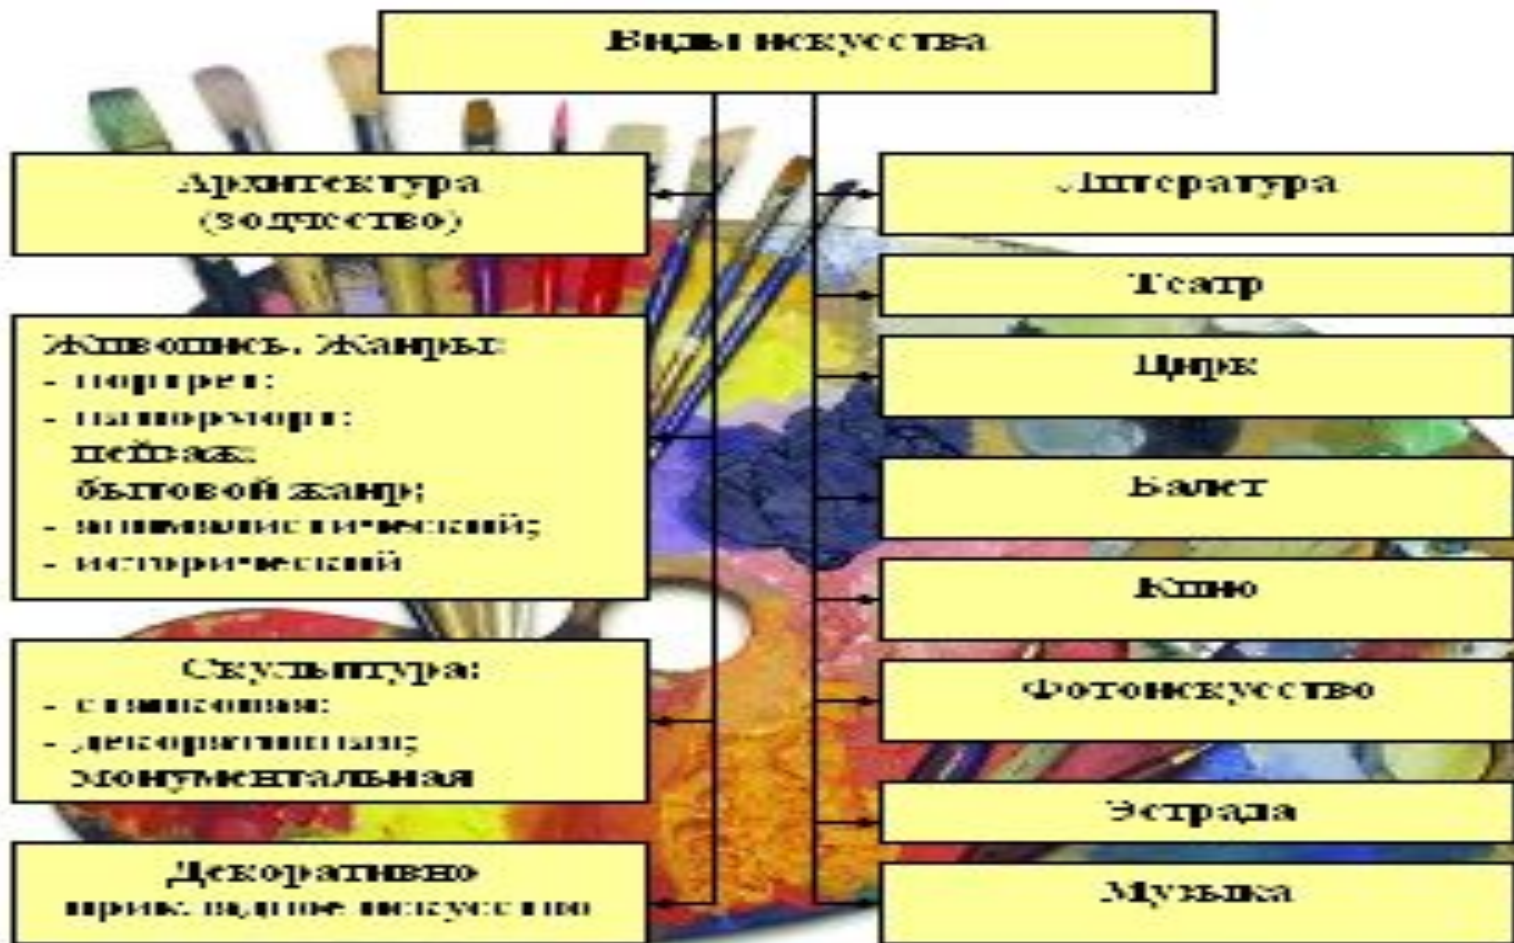 Виды искусства
Архитектура
(зодчество)
Живопись. Жанры:
- портрет;
- натюрморт;
пейзаж;
бытовой жанр;
- анималистический;
- исторический
Скульптура:
- станковая;
- декоративная;
монументальная
Декоративно
прикладное искусство
Литература
Театр
Цирк
Балет
Кино
Фотоискусство
Эстрада
Музыка